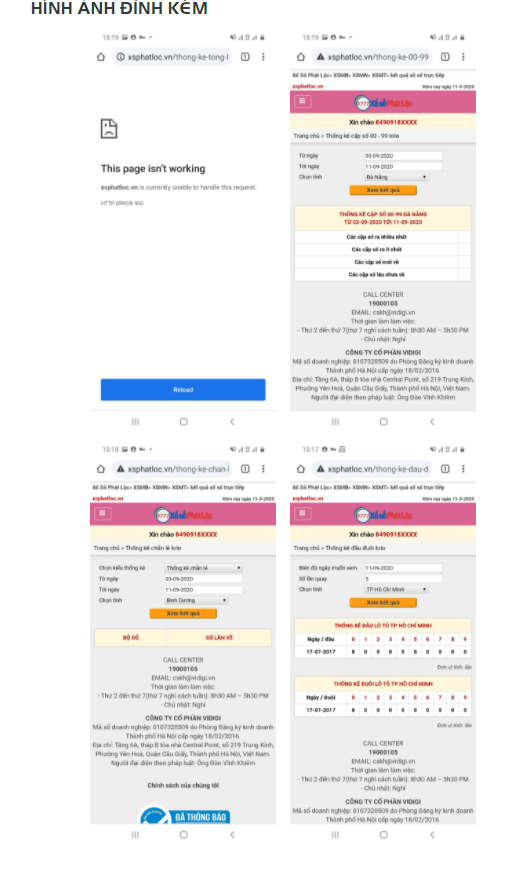 HÌNH ẢNH ĐÍNH KÈM
15:19
xsphatloc.vn/thong-ke-tong-l
This page isn't working
xsphatloc.vn is currently unable to handle this request.
HTTP ERROR 500
Reload
15:19
xsphatloc.vn/thong-ke-00-99
Xổ Số Phát Lộc» XSMB» XSMN» XSMT» kết quả xổ số trực tiếp
xsphatloc.vn
Hôm nay ngày 11-9-2020
7777 Xổ số Phát Lộc
Xin chào 8490918XXXX
Trang chủ » Thống kê cặp số 00 - 99 loto
Từ ngày 03-09-2020
Tới ngày 11-09-2020
Chọn tỉnh Đà Nẵng
Xem kết quả
THỐNG KÊ CẶP SỐ 00-99 ĐÀ NẴNG
TỪ 03-09-2020 TỚI 11-09-2020
Các cặp số ra nhiều nhất
Các cặp số ra ít nhất
Các cặp số mới về
Các cặp số lâu chưa về
CALL CENTER
19000105
EMAIL: cskh@vidigi.vn
Thời gian làm làm việc:
- Thứ 2 đến thứ 7(thứ 7 nghỉ cách tuần): 8h30 AM – 5h30 PM
- Chủ nhật: Nghỉ
CÔNG TY CỔ PHẦN VIDIGI
Mã số doanh nghiệp: 0107328509 do Phòng Đăng ký kinh doanh
Thành phố Hà Nội cấp ngày 18/02/2016.
Địa chỉ: Tầng 6A, tháp B tòa nhà Central Point, số 219 Trung Kính,
Phường Yên Hoà, Quận Cầu Giấy, Thành phố Hà Nội, Việt Nam.
Người đại diện theo pháp luật: Ông Đào Vĩnh Khiêm
15:18
xsphatloc.vn/thong-ke-chan-l
Xổ Số Phát Lộc» XSMB» XSMN» XSMT» kết quả xổ số trực tiếp
xsphatloc.vn
Hôm nay ngày 11-9-2020
7777 Xổ số Phát Lộc
Xin chào 8490918XXXX
Trang chủ » Thống kê chẵn lẻ loto
Chọn kiểu thống kê Thống kê chẵn lẻ
Từ ngày 03-09-2020
Tới ngày 11-09-2020
Chọn tỉnh Bình Dương
Xem kết quả
BỘ SỐ SỐ LẦN VỀ
CALL CENTER
19000105
EMAIL: cskh@vidigi.vn
Thời gian làm làm việc:
- Thứ 2 đến thứ 7(thứ 7 nghỉ cách tuần): 8h30 AM – 5h30 PM
- Chủ nhật: Nghỉ
CÔNG TY CỔ PHẦN VIDIGI
Mã số doanh nghiệp: 0107328509 do Phòng Đăng ký kinh doanh
Thành phố Hà Nội cấp ngày 18/02/2016.
Địa chỉ: Tầng 6A, tháp B tòa nhà Central Point, số 219 Trung Kính,
Phường Yên Hoà, Quận Cầu Giấy, Thành phố Hà Nội, Việt Nam.
Người đại diện theo pháp luật: Ông Đào Vĩnh Khiêm
Chính sách của chúng tôi
ĐÃ THÔNG BÁO
15:17
xsphatloc.vn/thong-ke-dau-d
Xổ Số Phát Lộc» XSMB» XSMN» XSMT» kết quả xổ số trực tiếp
xsphatloc.vn
Hôm nay ngày 11-9-2020
7777 Xổ số Phát Lộc
Xin chào 8490918XXXX
Trang chủ » Thống kê đầu đuôi loto
Biên độ ngày muốn xem 11-09-2020
Số lần quay 5
Chọn tỉnh TP Hồ Chí Minh
Xem kết quả
THỐNG KÊ ĐẦU LÔ TÔ TP HỒ CHÍ MINH
Ngày / Đầu 0 1 2 3 4 5 6 7 8 9
17-07-2017 0 0 0 0 0 0 0 0 0 0
Đơn vị tính: lần
THỐNG KÊ ĐUÔI LÔ TÔ TP HỒ CHÍ MINH
Ngày / Đuôi 0 1 2 3 4 5 6 7 8 9
17-07-2017 0 0 0 0 0 0 0 0 0 0
Đơn vị tính: lần
CALL CENTER
19000105
EMAIL: cskh@vidigi.vn
Thời gian làm làm việc:
- Thứ 2 đến thứ 7(thứ 7 nghỉ cách tuần): 8h30 AM – 5h30 PM
- Chủ nhật: Nghỉ
CÔNG TY CỔ PHẦN VIDIGI
Mã số doanh nghiệp: 0107328509 do Phòng Đăng ký kinh doanh
Thành phố Hà Nội cấp ngày 18/02/2016.